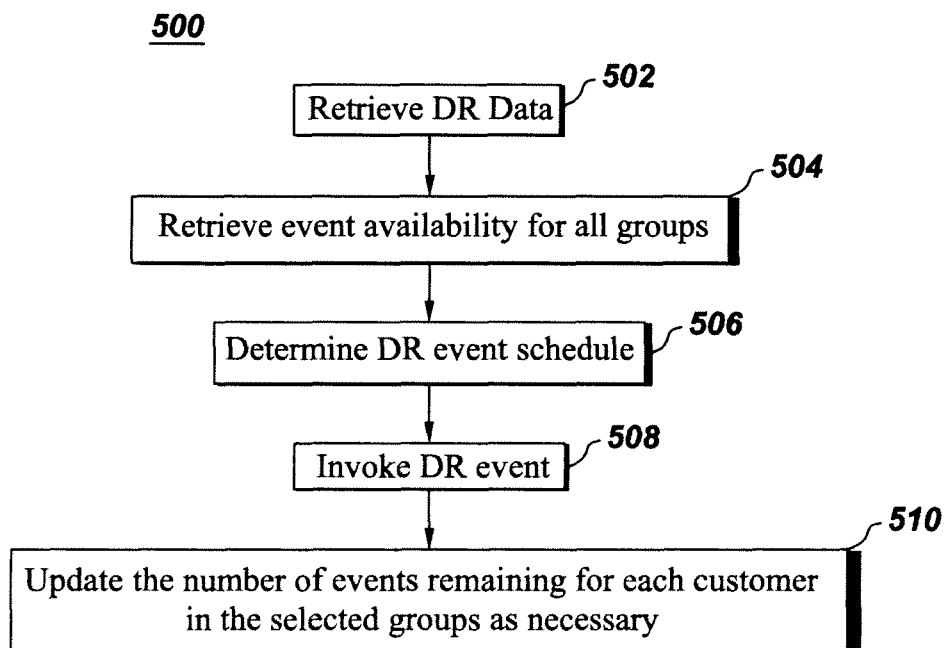 500
502
Retrieve DR Data
504
Retrieve event availability for all groups
506
Determine DR event schedule
508
Invoke DR event
510
Update the number of events remaining for each customer
in the selected groups as necessary